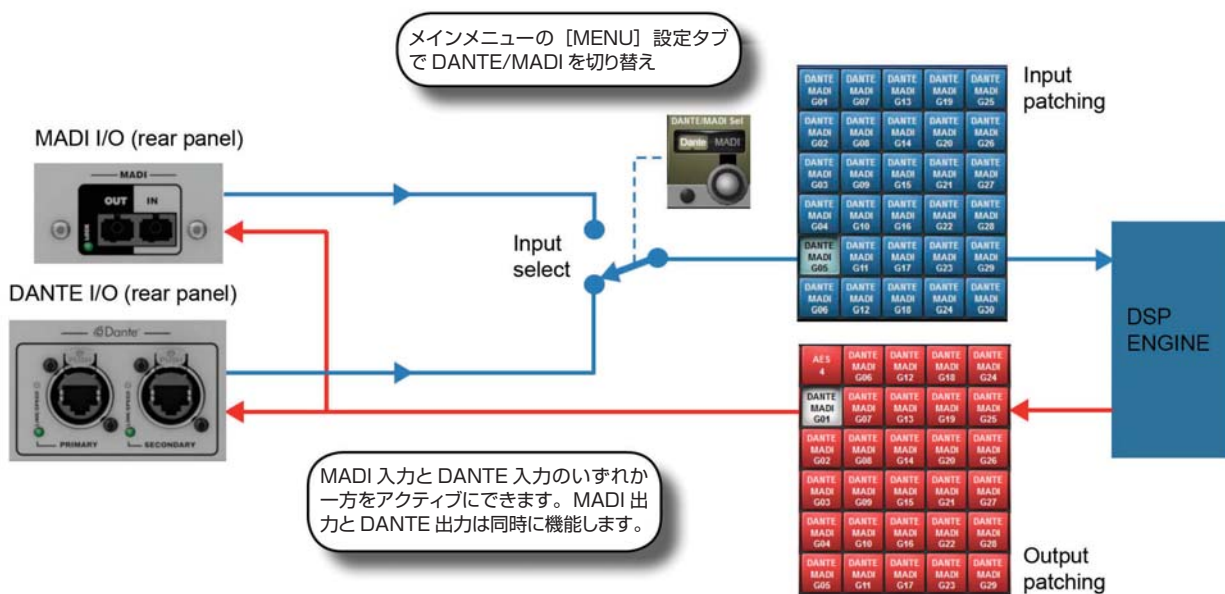 メインメニューの [MENU] 設定タブ
で DANTE/MADI を切り替え
MADI I/O (rear panel)
MADI
OUT IN
LOCK
DANTE I/O (rear panel)
Dante
PUSH PUSH
LINK SPEED LINK SPEED
PRIMARY SECONDARY
Input
select
DANTE/MADI Sel
Dante MADI
Input
patching
DANTE DANTE DANTE DANTE DANTE
MADI MADI MADI MADI MADI
G01 G07 G13 G19 G25
DANTE DANTE DANTE DANTE DANTE
MADI MADI MADI MADI MADI
G02 G08 G14 G20 G26
DANTE DANTE DANTE DANTE DANTE
MADI MADI MADI MADI MADI
G03 G09 G15 G21 G27
DANTE DANTE DANTE DANTE DANTE
MADI MADI MADI MADI MADI
G04 G10 G16 G22 G28
DANTE DANTE DANTE DANTE DANTE
MADI MADI MADI MADI MADI
G05 G11 G17 G23 G29
DANTE DANTE DANTE DANTE DANTE
MADI MADI MADI MADI MADI
G06 G12 G18 G24 G30
DSP
ENGINE
AES DANTE DANTE DANTE DANTE
4 MADI MADI MADI MADI
G06 G12 G18 G24
DANTE DANTE DANTE DANTE DANTE
MADI MADI MADI MADI MADI
G01 G07 G13 G19 G25
DANTE DANTE DANTE DANTE DANTE
MADI MADI MADI MADI MADI
G02 G08 G14 G20 G26
DANTE DANTE DANTE DANTE DANTE
MADI MADI MADI MADI MADI
G03 G09 G15 G21 G27
DANTE DANTE DANTE DANTE DANTE
MADI MADI MADI MADI MADI
G04 G10 G16 G22 G28
DANTE DANTE DANTE DANTE DANTE
MADI MADI MADI MADI MADI
G05 G11 G17 G23 G29
Output
patching
MADI 入力と DANTE 入力のいずれか
一方をアクティブにできます。MADI 出
力と DANTE 出力は同時に機能します。